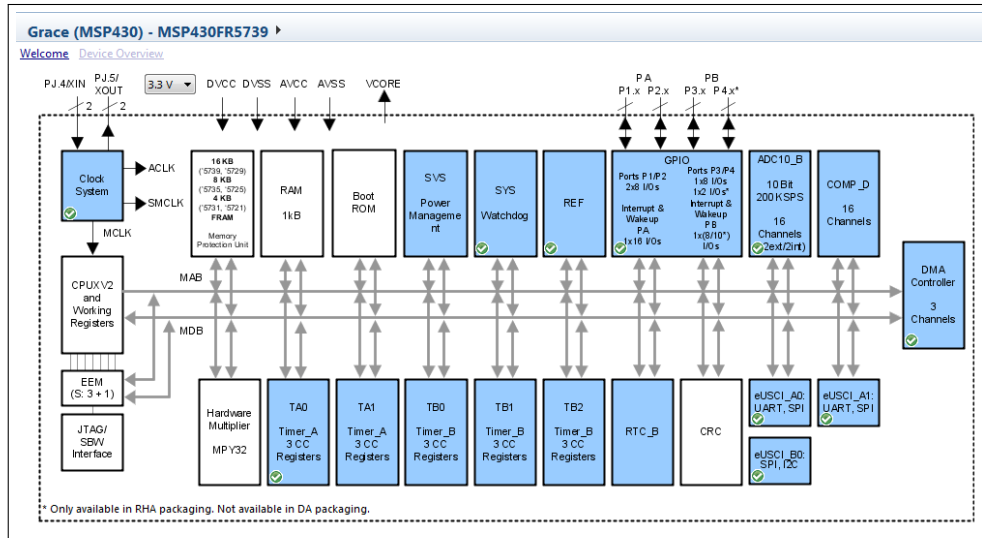 Grace (MSP430) - MSP430FR5739
Welcome Device Overview
PJ.4/XIN
PJ.5/
XOUT
3.3 V
DVCC DVSS AVCC AVSS VCORE
PA
P1.x P2.x
PB
P3.x P4.x*
2
2
Clock
System
ACLK
SMCLK
MCLK
16 KB
('5739, '5729)
8 KB
('5735, '5725)
4 KB
('5731, '5721)
FRAM
Memory
Protection Unit
RAM
1kB
Boot
ROM
SVS
Power
Manageme
nt
SYS
Watchdog
REF
GPIO
Ports P1/P2
2x8 I/Os
Interrupt &
Wakeup
PA
1x16 I/Os
Ports P3/P4
1x8 I/Os
1x2 I/Os*
Interrupt &
Wakeup
PB
1x(8/10*)
I/Os
ADC10_B
10 Bit
200KSPS
16
Channels
(2ext/2int)
COMP_D
16
Channels
CPUXV2
and
Working
Registers
MAB
MDB
DMA
Controller
3
Channels
EEM
(S: 3 + 1)
JTAG/
SBW
Interface
Hardware
Multiplier
MPY32
TA0
Timer_A
3 CC
Registers
TA1
Timer_A
3 CC
Registers
TB0
Timer_B
3 CC
Registers
TB1
Timer_B
3 CC
Registers
TB2
Timer_B
3 CC
Registers
RTC_B
CRC
eUSCI_A0:
UART, SPI
eUSCI_A1:
UART, SPI
eUSCI_B0:
SPI, I2C
* Only available in RHA packaging. Not available in DA packaging.